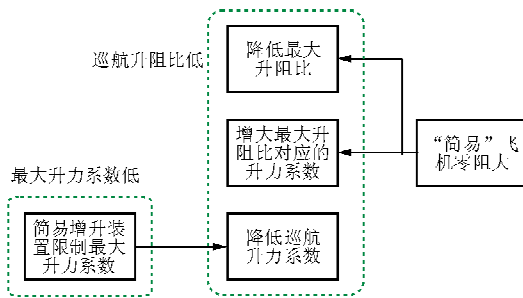 巡航升阻比低
降低最大
升阻比
增大最大升
阻比对应的
升力系数
“简易”飞
机零阻大
最大升力系数低
简易增升装
置限制最大
升力系数
降低巡航
升力系数